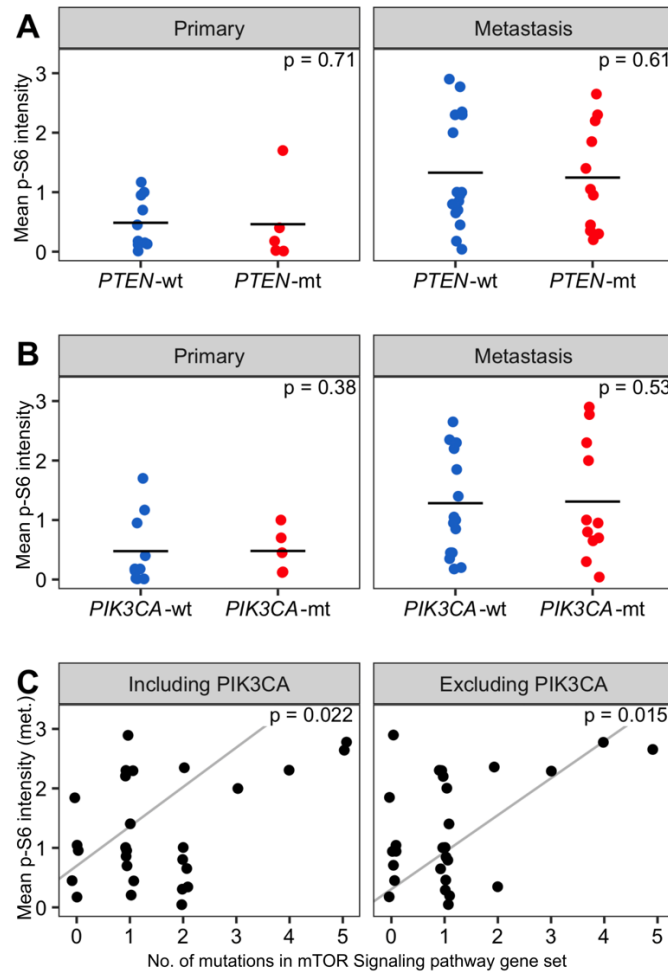 A
Primary
Metastasis
p = 0.71
p = 0.61
Mean p-S6 intensity
3
2
1
0
PTEN-wt
PTEN-mt
PTEN-wt
PTEN-mt
B
Primary
Metastasis
p = 0.38
p = 0.53
Mean p-S6 intensity
3
2
1
0
PIK3CA-wt
PIK3CA-mt
PIK3CA-wt
PIK3CA-mt
C
Including PIK3CA
Excluding PIK3CA
p = 0.022
p = 0.015
Mean p-S6 intensity (met.)
3
2
1
0
0 1 2 3 4 5
0 1 2 3 4 5
No. of mutations in mTOR Signaling pathway gene set